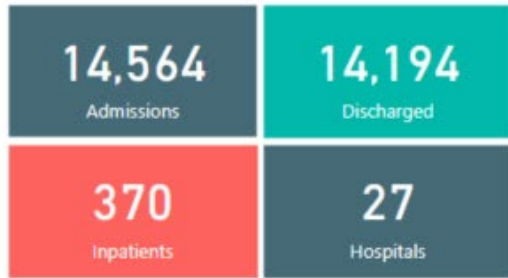 14,564
Admissions
14,194
Discharged
370
Inpatients
27
Hospitals